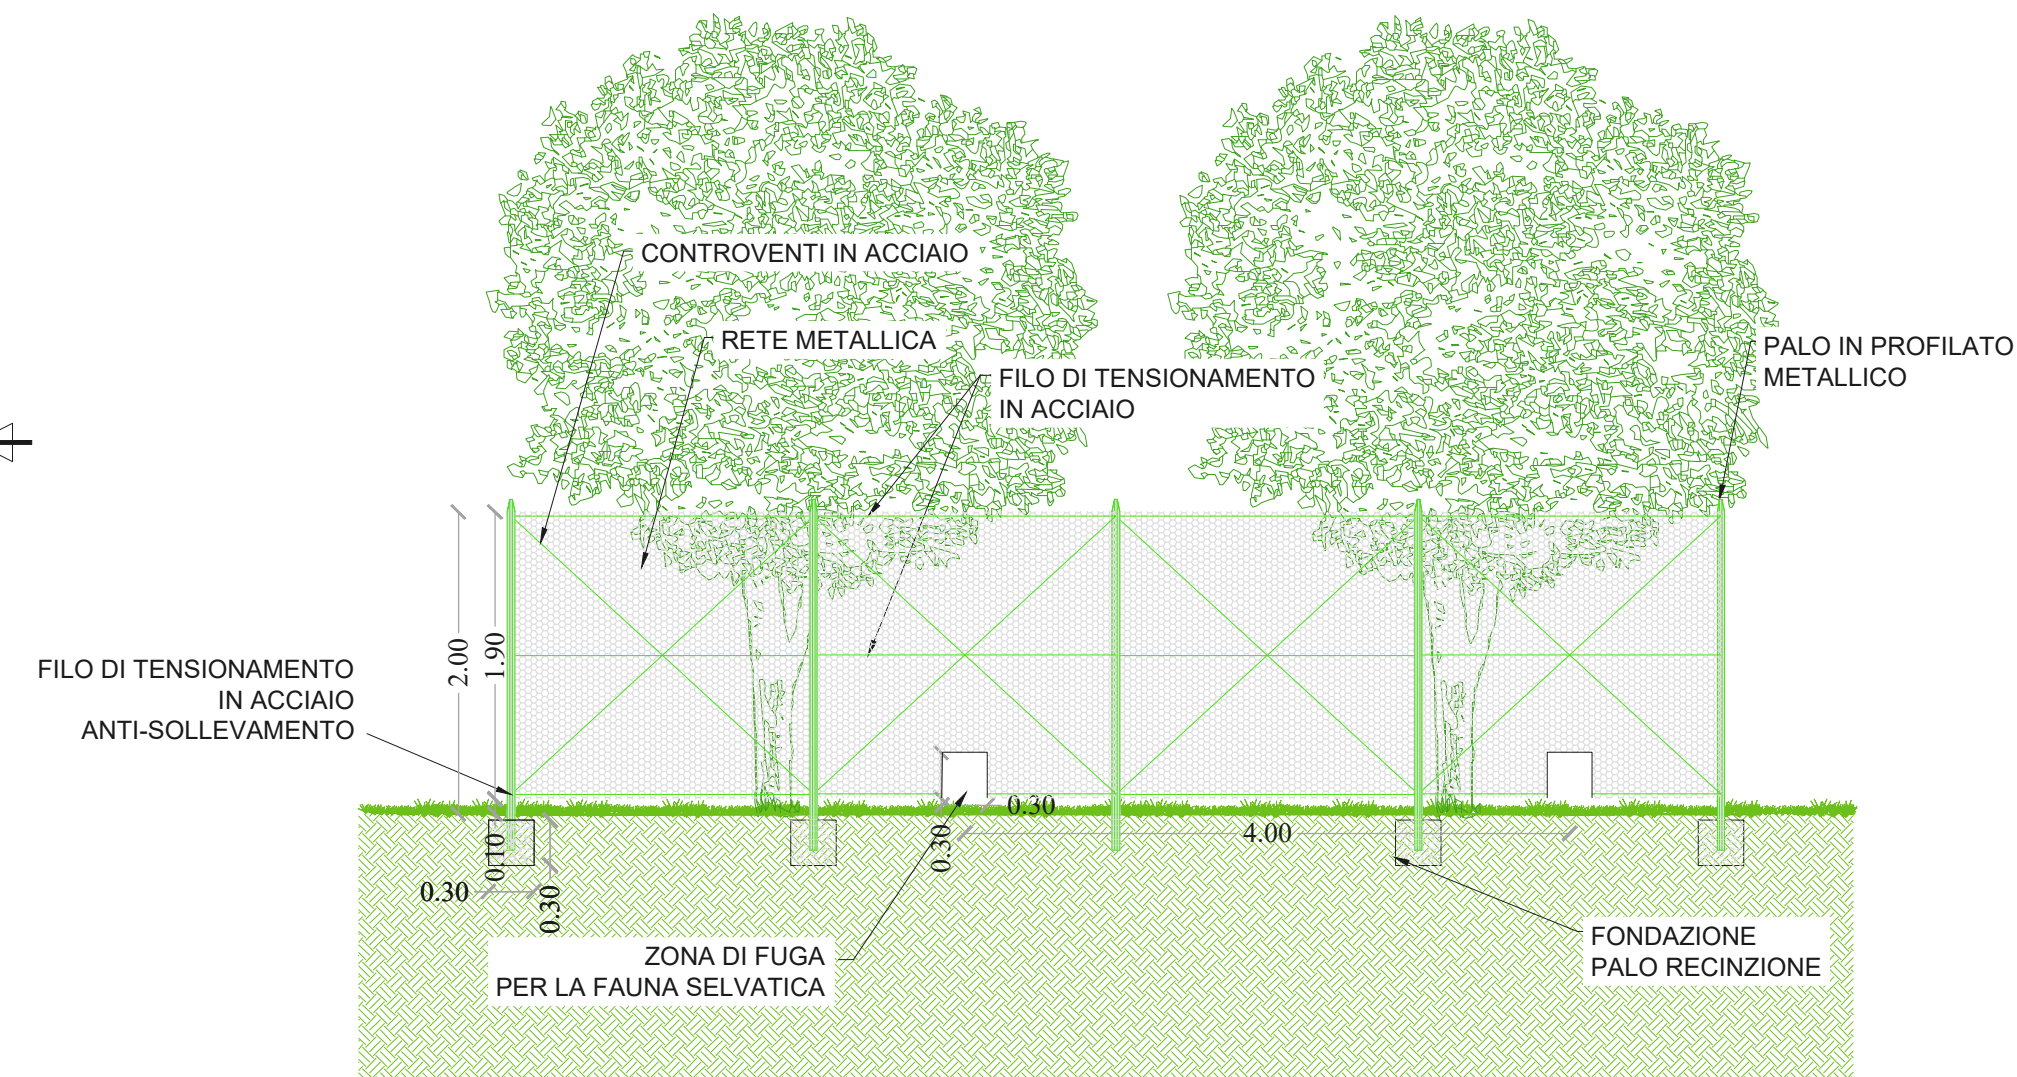 CONTROVENTI IN ACCIAIO
RETE METALLICA
FILO DI TENSIONAMENTO
IN ACCIAIO
PALO IN PROFILATO
METALLICO
2.00
1.90
FILO DI TENSIONAMENTO
IN ACCIAIO
ANTI-SOLLEVAMENTO
0.30
0.30
4.00
0.10
0.30
0.30
ZONA DI FUGA
PER LA FAUNA SELVATICA
FONDAZIONE
PALO RECINZIONE